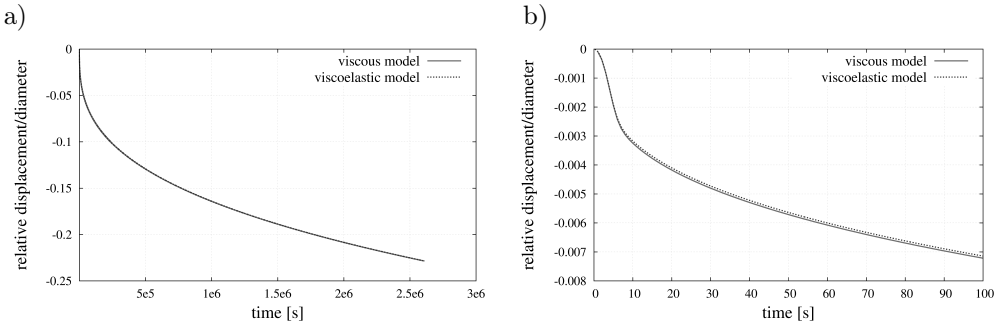 a)
relative displacement/diameter
0
-0.05
-0.1
-0.15
-0.2
-0.25
viscous model
viscoelastic model
5e5 1e6 1.5e6 2e6 2.5e6 3e6
time [s]
b)
relative displacement/diameter
0
-0.001
-0.002
-0.003
-0.004
-0.005
-0.006
-0.007
-0.008
viscous model
viscoelastic model
0 10 20 30 40 50 60 70 80 90 100
time [s]